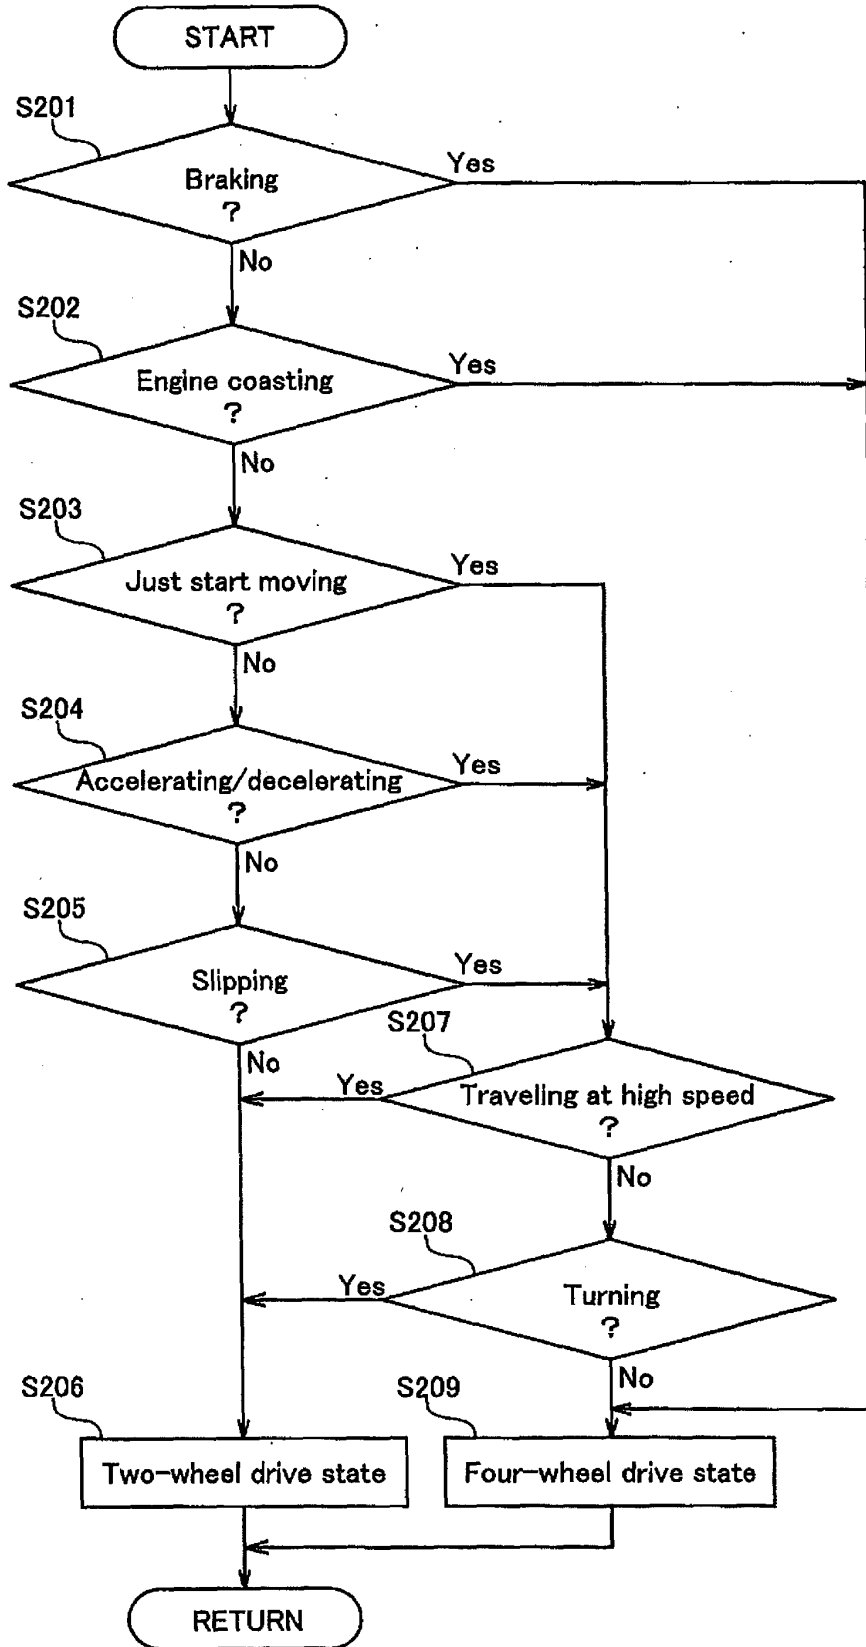 START
S201
Braking
?
Yes
No
S202
Engine coasting
?
Yes
No
S203
Just start moving
?
Yes
No
S204
Accelerating/decelerating
?
Yes
No
S205
Slipping
?
Yes
No
S207
Traveling at high speed
?
Yes
No
S208
Turning
?
Yes
No
S206
Two-wheel drive state
S209
Four-wheel drive state
RETURN